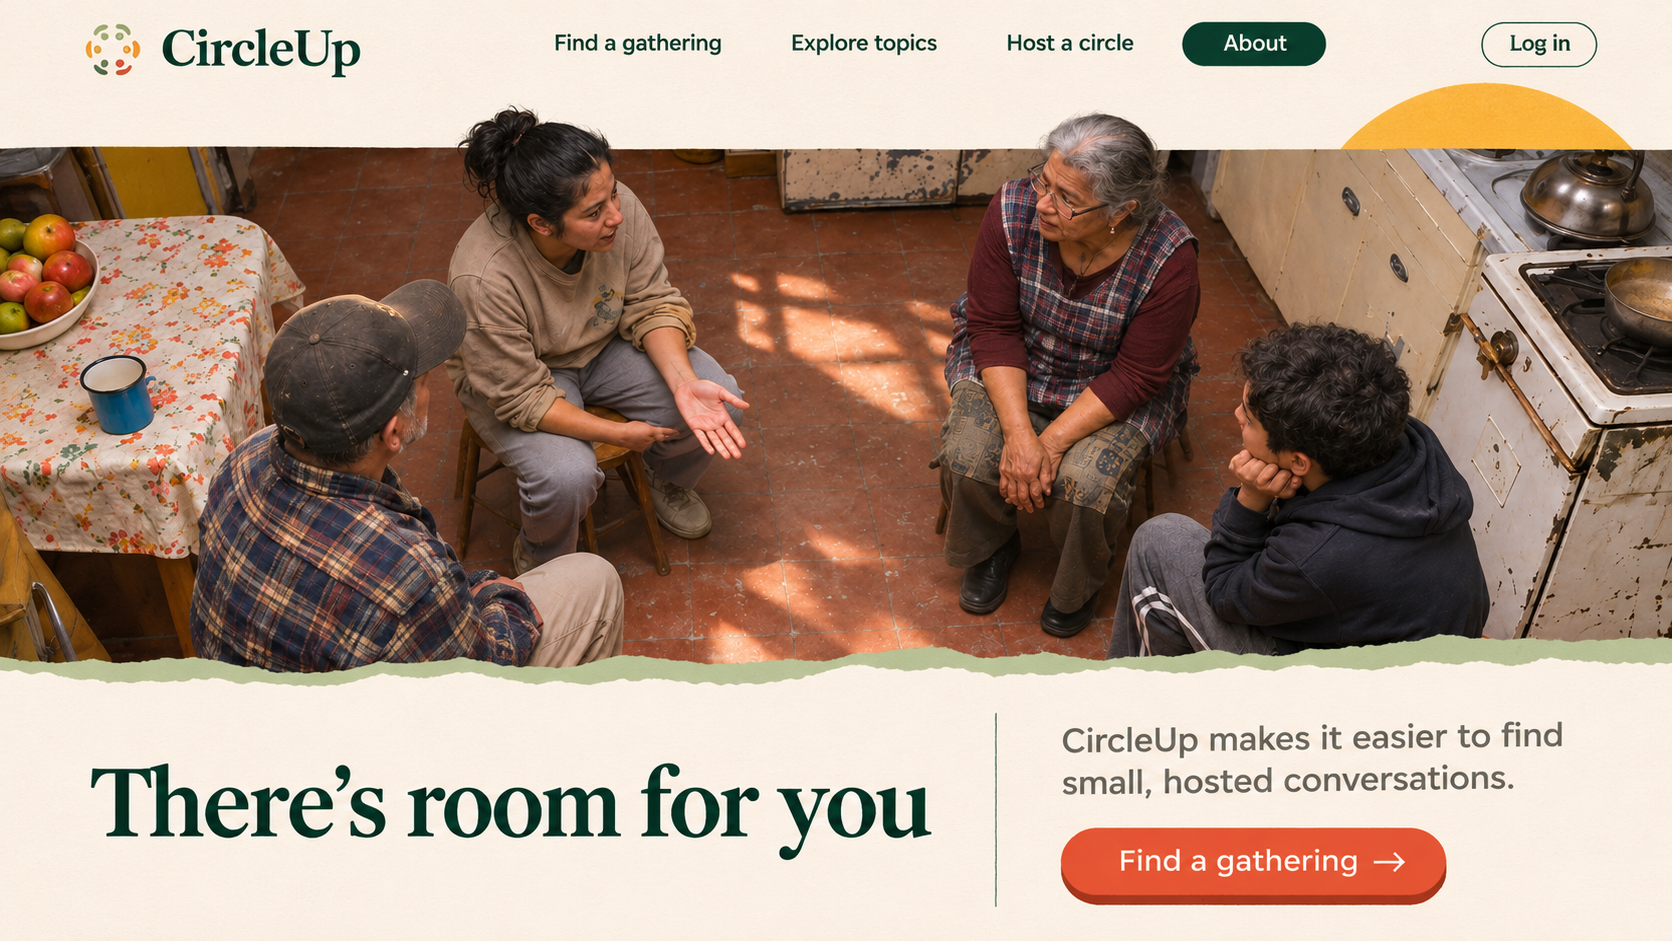 CircleUp
Find a gathering
Explore topics
Host a circle
About
Log in
There’s room for you
CircleUp makes it easier to find
small, hosted conversations.
Find a gathering →